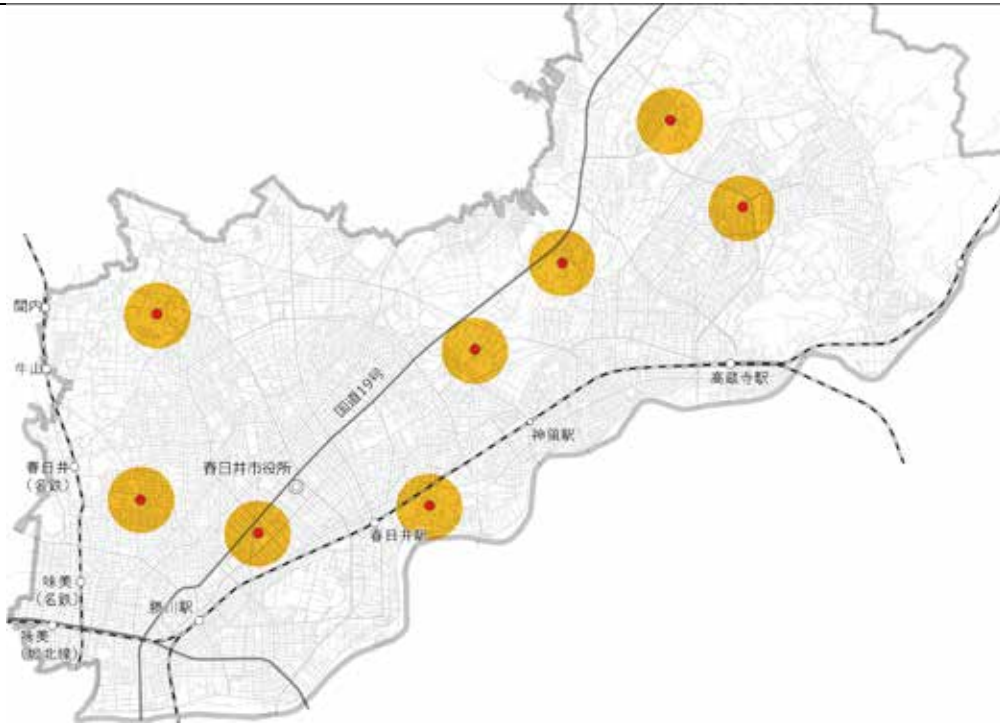 間内
牛山
国道19号
高蔵寺駅
神領駅
春日井市役所
春日井
(名鉄)
春日井駅
味美
(名鉄)
勝川駅
味美
(城北線)